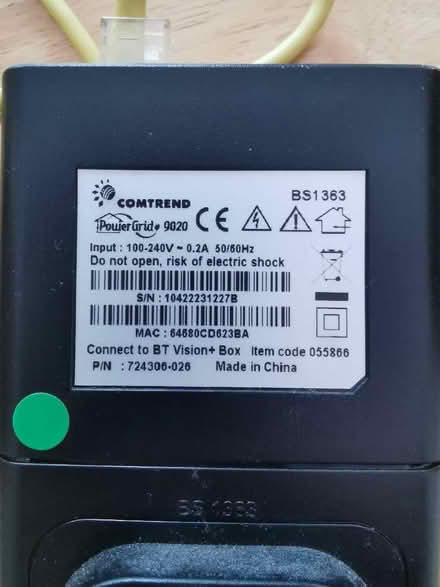 COMTREND
PowerGrid 9020
CE
BS1363
Input : 100-240V ~ 0.2A 50/60Hz
Do not open, risk of electric shock
S/N : 10422231227B
MAC : 64680CD623BA
Connect to BT Vision+ Box Item code 055866
P/N : 724306-026 Made in China
BS 1363